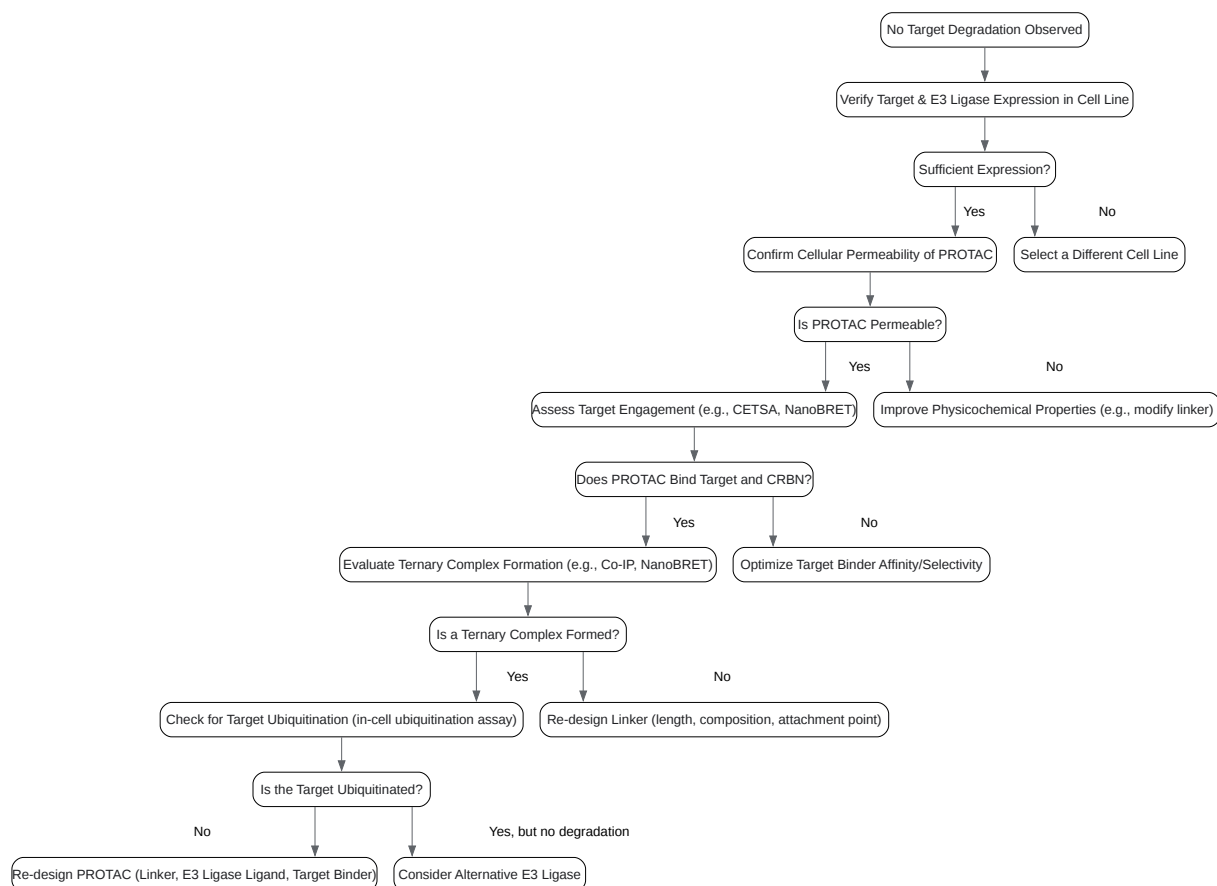 No Target Degradation Observed
Verify Target & E3 Ligase Expression in Cell Line
Sufficient Expression?
Yes
No
Confirm Cellular Permeability of PROTAC
Select a Different Cell Line
Is PROTAC Permeable?
Yes
No
Assess Target Engagement (e.g., CETSA, NanoBRET)
Improve Physicochemical Properties (e.g., modify linker)
Does PROTAC Bind Target and CRBN?
Yes
No
Evaluate Ternary Complex Formation (e.g., Co-IP, NanoBRET)
Optimize Target Binder Affinity/Selectivity
Is a Ternary Complex Formed?
Yes
No
Check for Target Ubiquitination (in-cell ubiquitination assay)
Re-design Linker (length, composition, attachment point)
Is the Target Ubiquitinated?
No
Yes, but no degradation
Re-design PROTAC (Linker, E3 Ligase Ligand, Target Binder)
Consider Alternative E3 Ligase